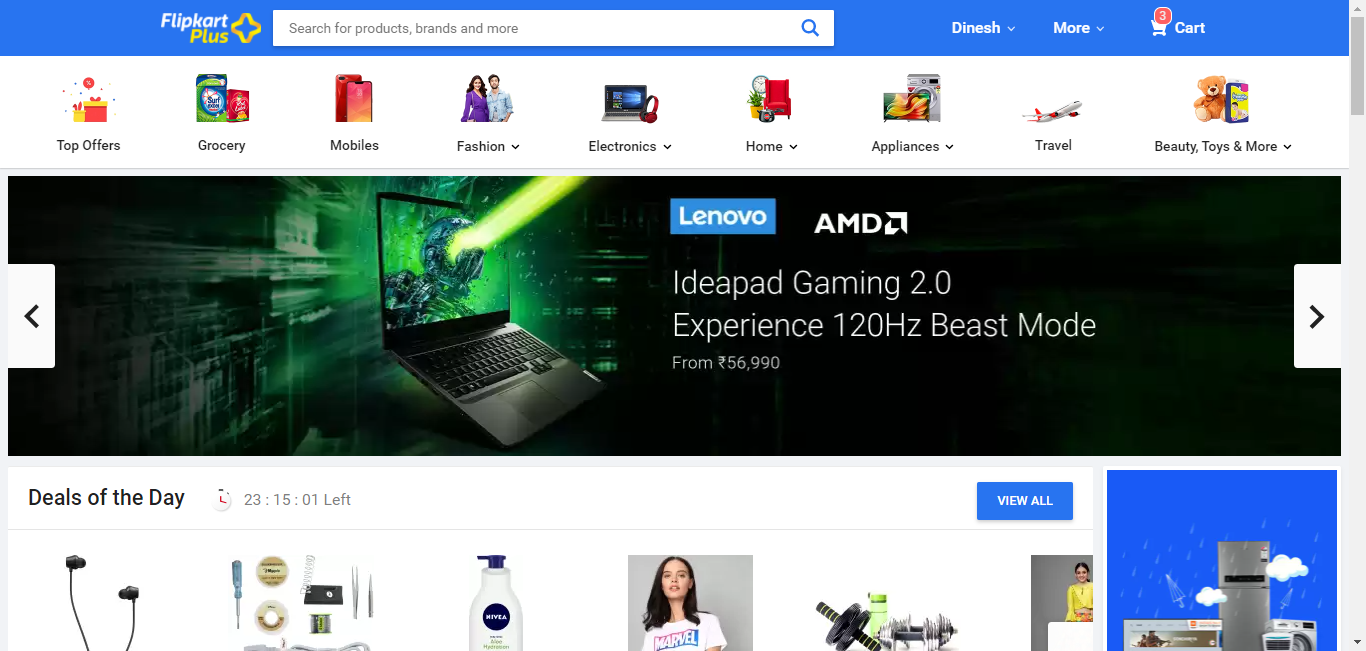 Flipkart
Plus
Search for products, brands and more
Dinesh
More
3
Cart
Top Offers
Grocery
Mobiles
Fashion
Electronics
Home
Appliances
Travel
Beauty, Toys & More
Lenovo
AMD
Ideapad Gaming 2.0
Experience 120Hz Beast Mode
From ₹56,990
Deals of the Day
23 : 15 : 01 Left
VIEW ALL
NIVEA
Aloe
Hydration
MARVEL